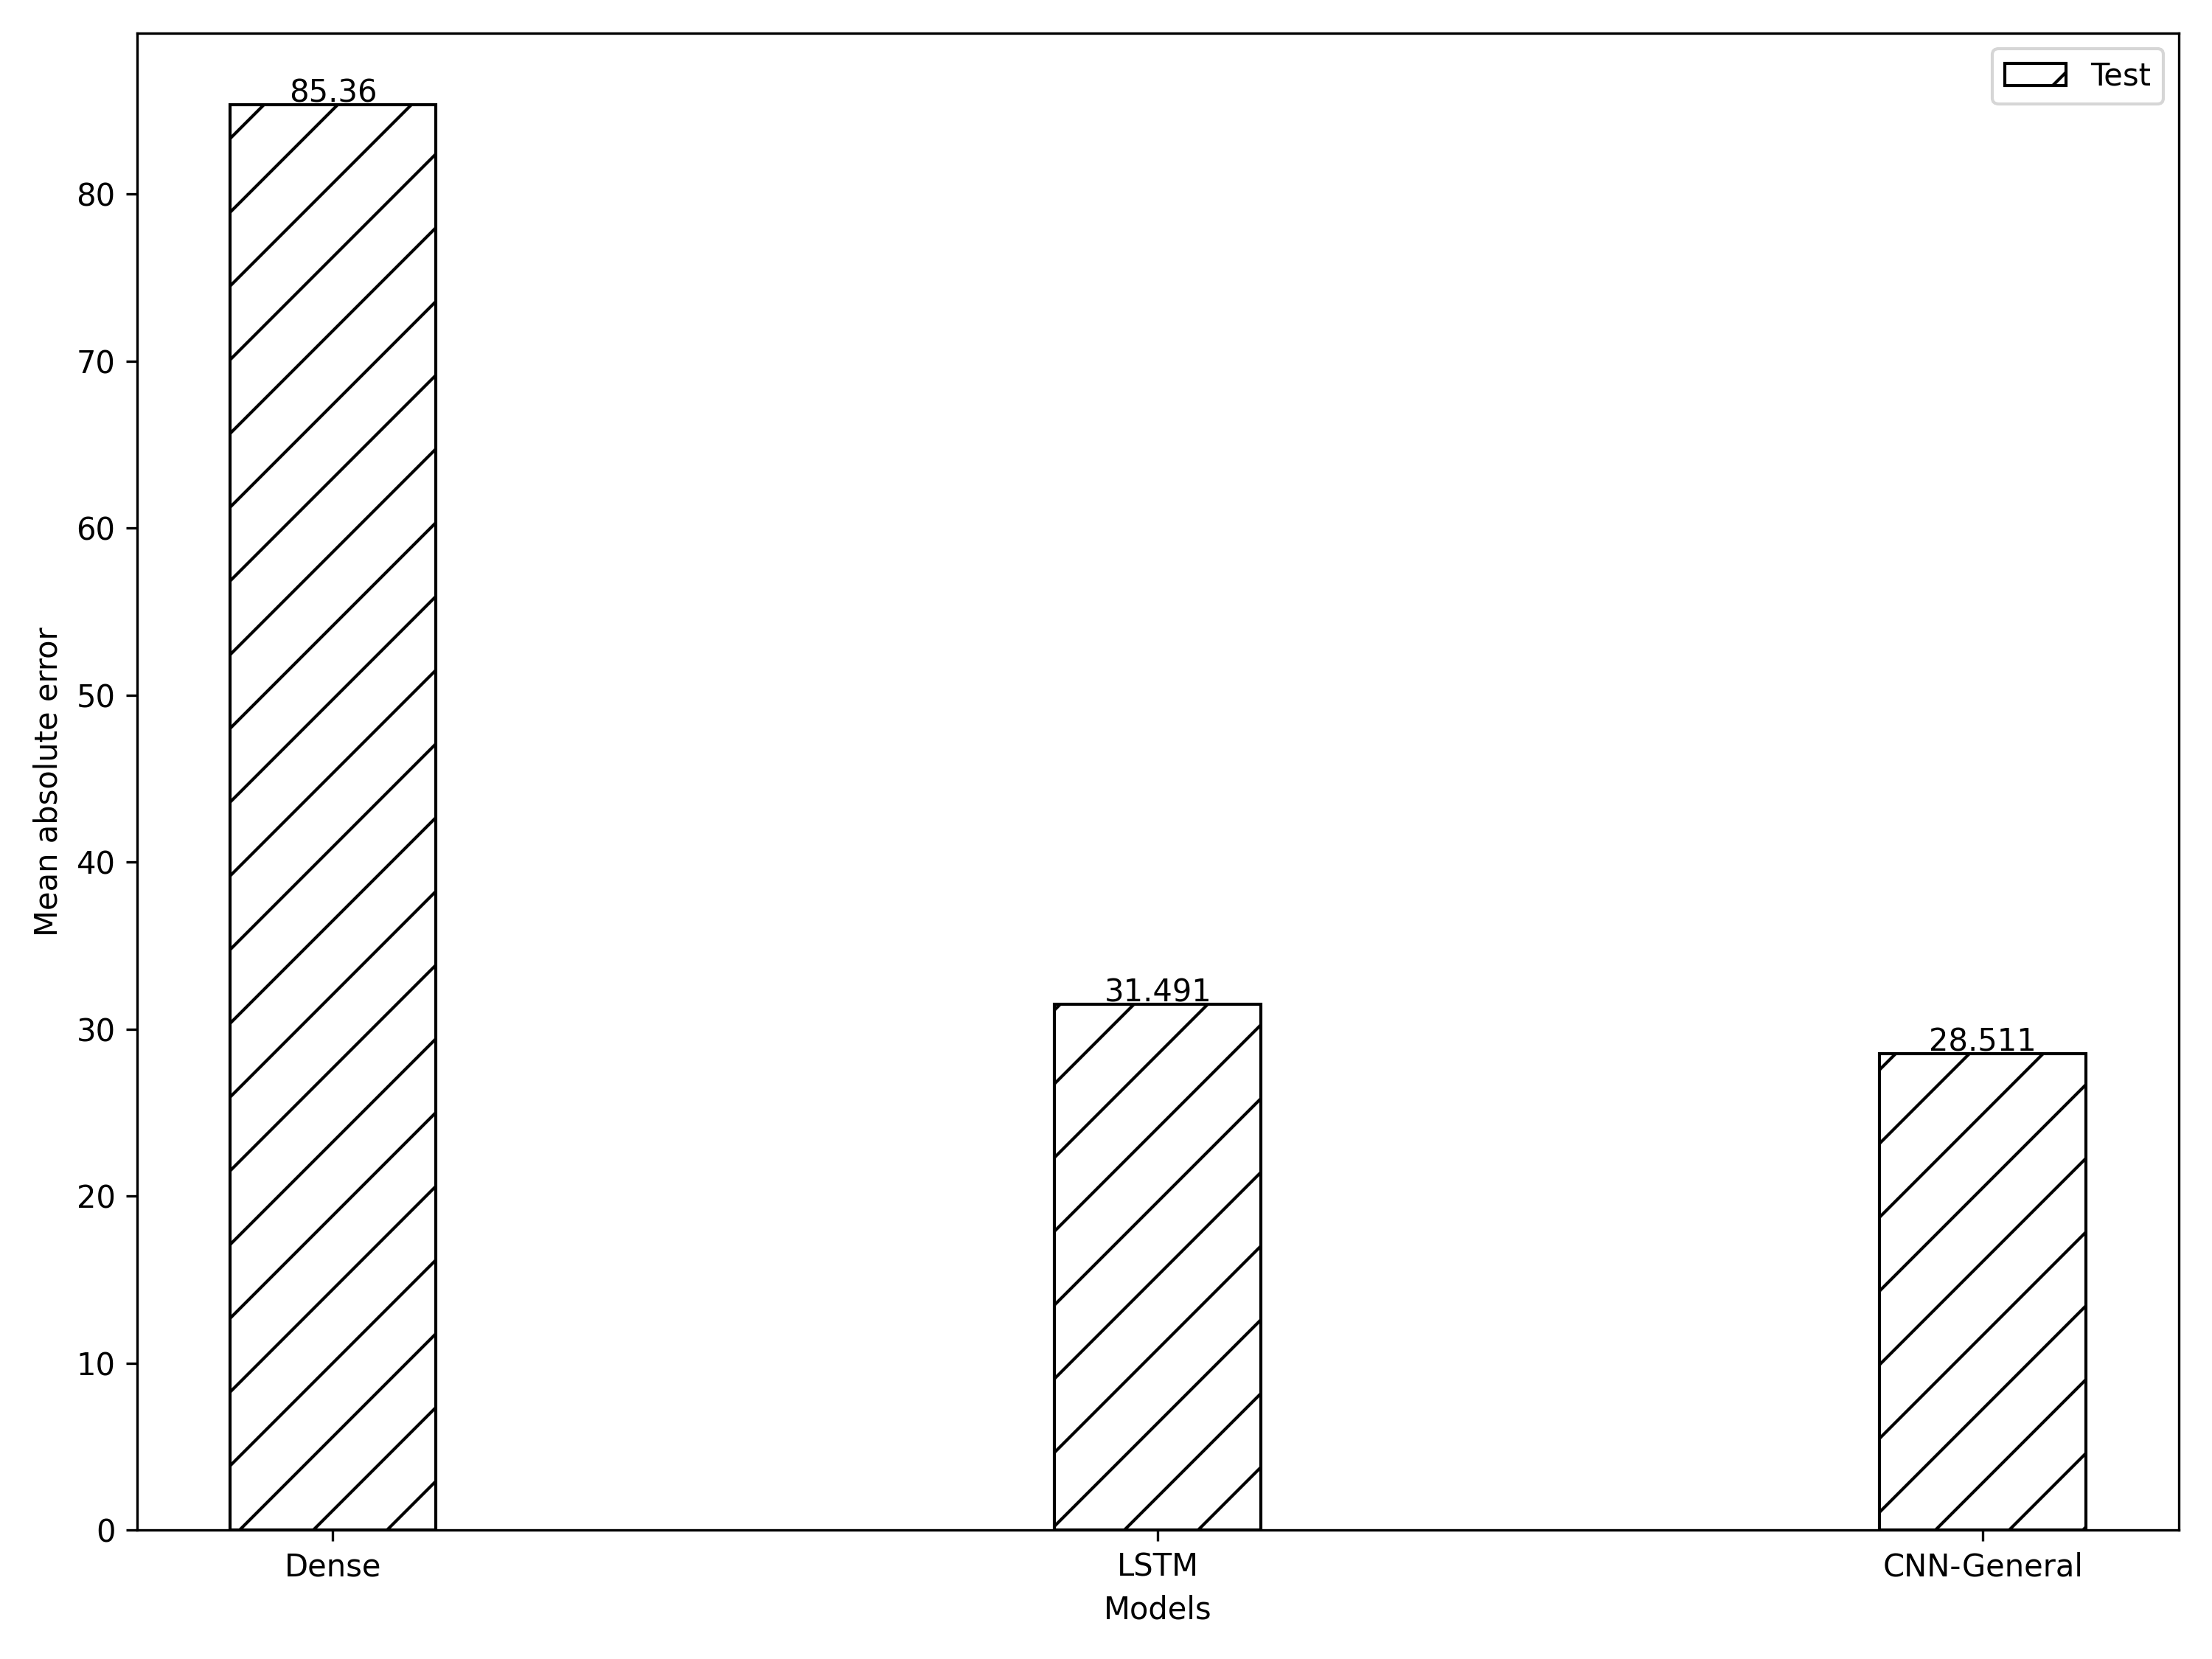 85.36
Test
80
70
60
50
40
30
20
10
0
Mean absolute error
31.491
28.511
Dense
LSTM
CNN-General
Models